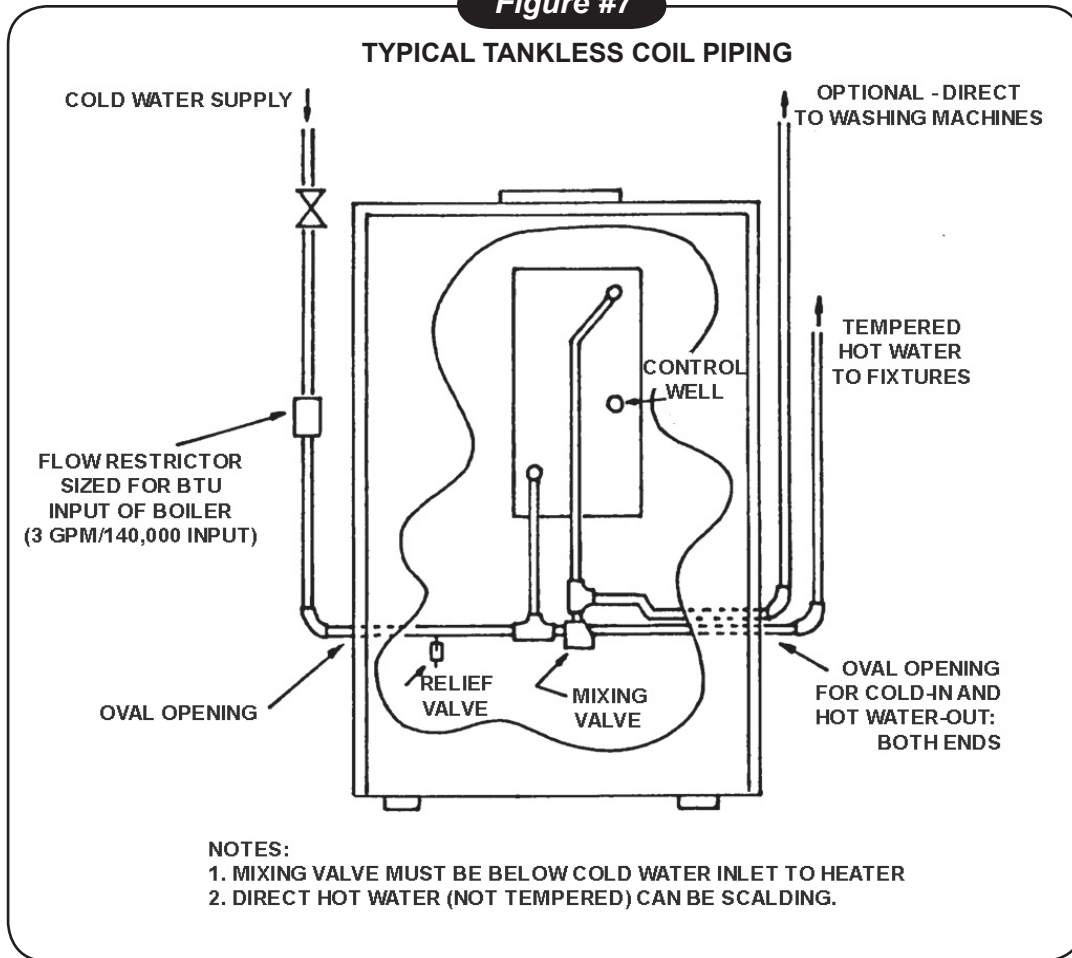 Figure #7
TYPICAL TANKLESS COIL PIPING
COLD WATER SUPPLY
OPTIONAL - DIRECT
TO WASHING MACHINES
TEMPERED
HOT WATER
TO FIXTURES
CONTROL
WELL
FLOW RESTRICTOR
SIZED FOR BTU
INPUT OF BOILER
(3 GPM/140,000 INPUT)
OVAL OPENING
RELIEF
VALVE
MIXING
VALVE
OVAL OPENING
FOR COLD-IN AND
HOT WATER-OUT:
BOTH ENDS
NOTES:
1. MIXING VALVE MUST BE BELOW COLD WATER INLET TO HEATER
2. DIRECT HOT WATER (NOT TEMPERED) CAN BE SCALDING.